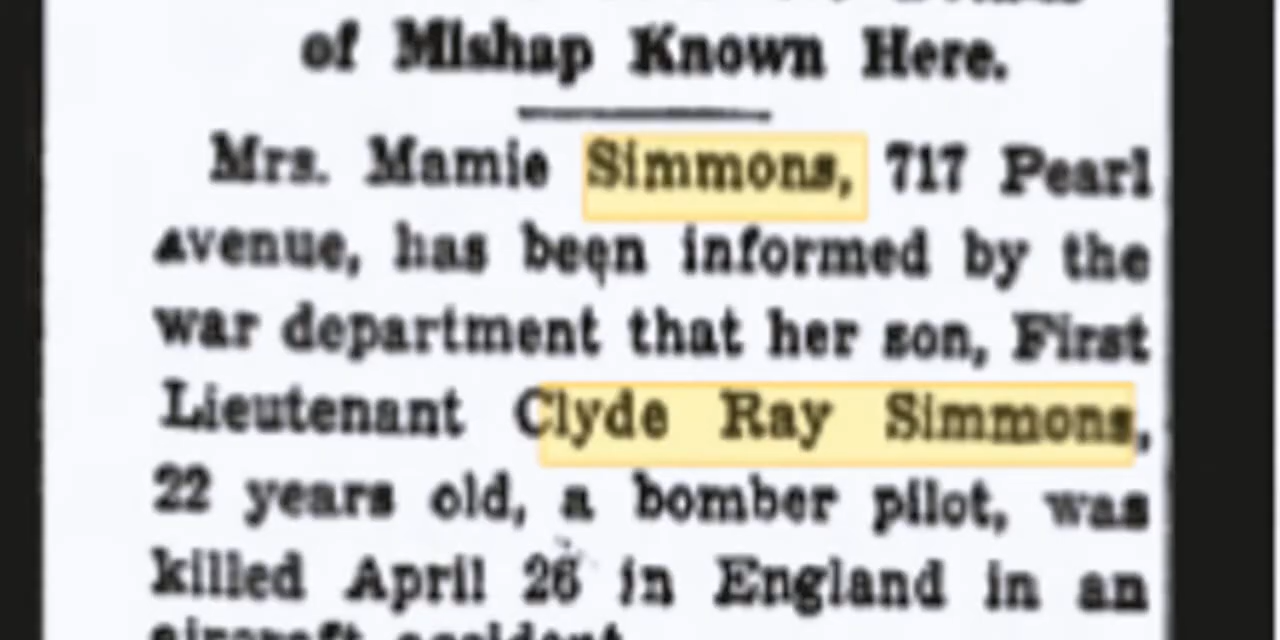 of Mishap Known Here.
Mrs. Mamie Simmons, 717 Pearl
avenue, has been informed by the
war department that her son, First
Lieutenant Clyde Ray Simmons,
22 years old, a bomber pilot, was
killed April 26 in England in an
aircraft accident.